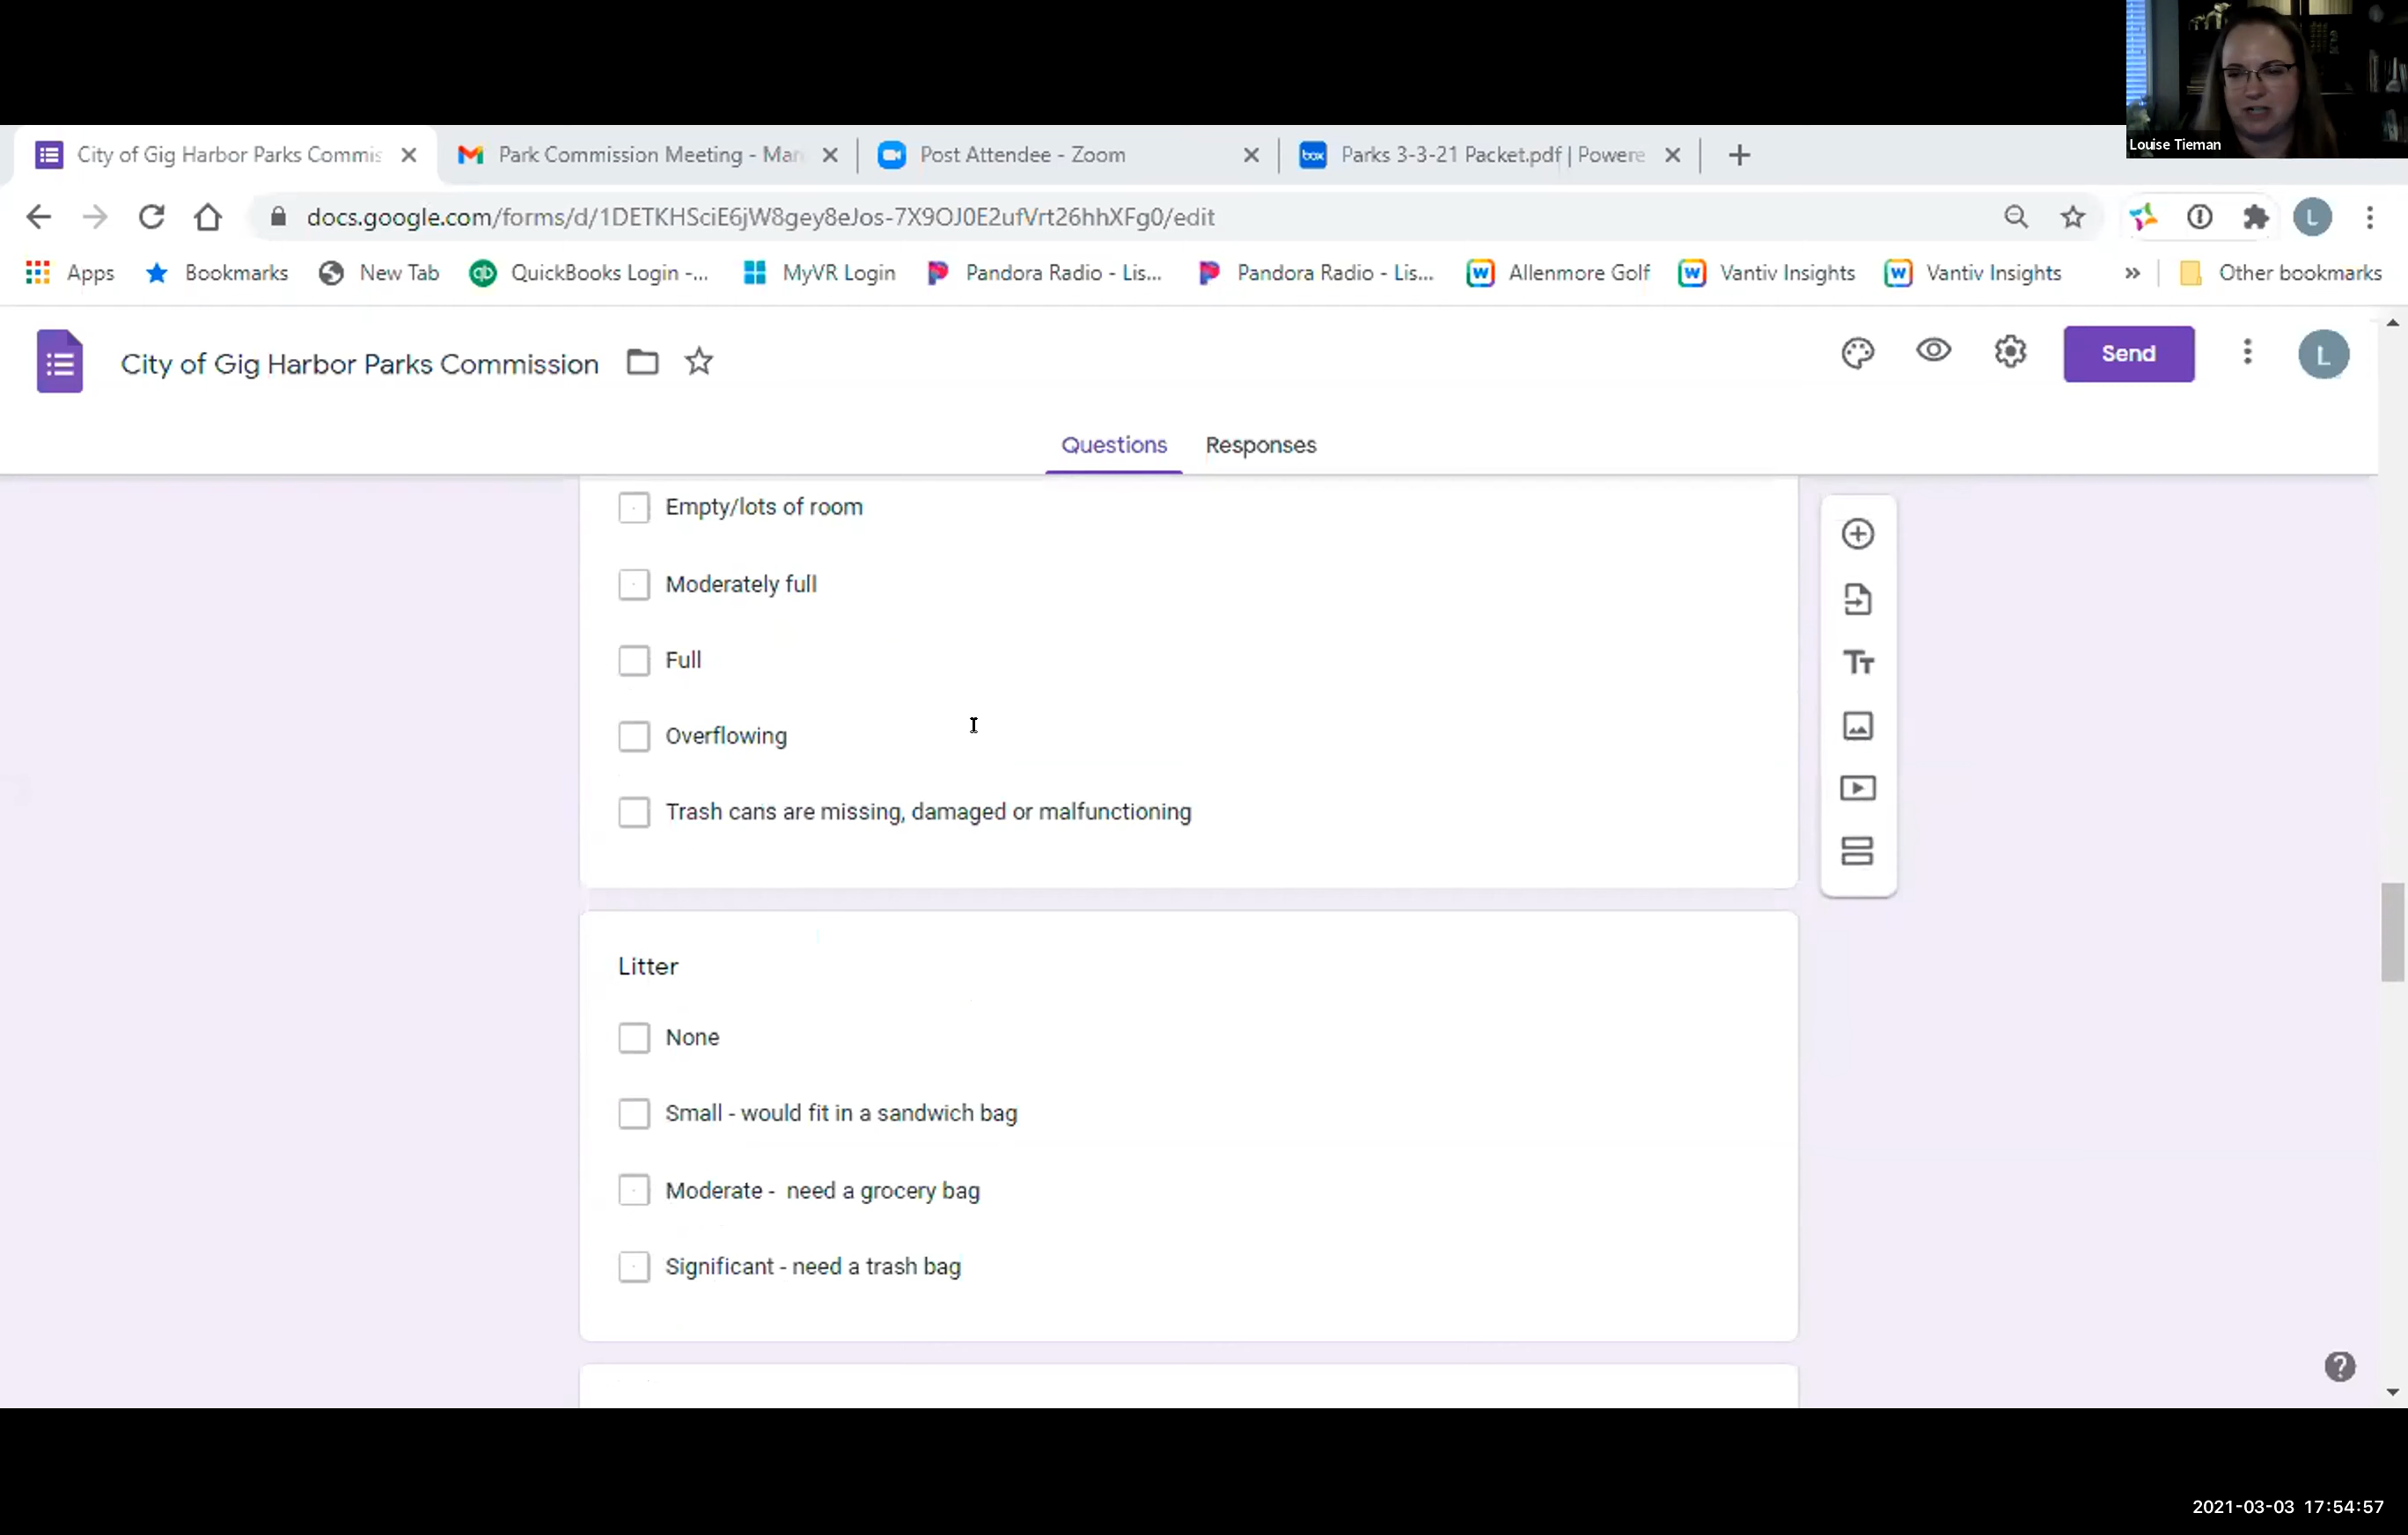 Louise Tieman
City of Gig Harbor Parks Commis
Park Commission Meeting - Mar
Post Attendee - Zoom
box Parks 3-3-21 Packet.pdf | Powere
docs.google.com/forms/d/1DETKHSciE6jW8gey8eJos-7X9OJ0E2ufVrt26hhXFg0/edit
L
Apps
Bookmarks
New Tab
qb QuickBooks Login -...
MyVR Login
Pandora Radio - Lis...
Pandora Radio - Lis...
W Allenmore Golf
W Vantiv Insights
W Vantiv Insights
»
Other bookmarks
City of Gig Harbor Parks Commission
Send
L
Questions Responses
Empty/lots of room
Moderately full
Full
Overflowing
Trash cans are missing, damaged or malfunctioning
Tт
Litter
None
Small - would fit in a sandwich bag
Moderate - need a grocery bag
Significant - need a trash bag
2021-03-03 17:54:57